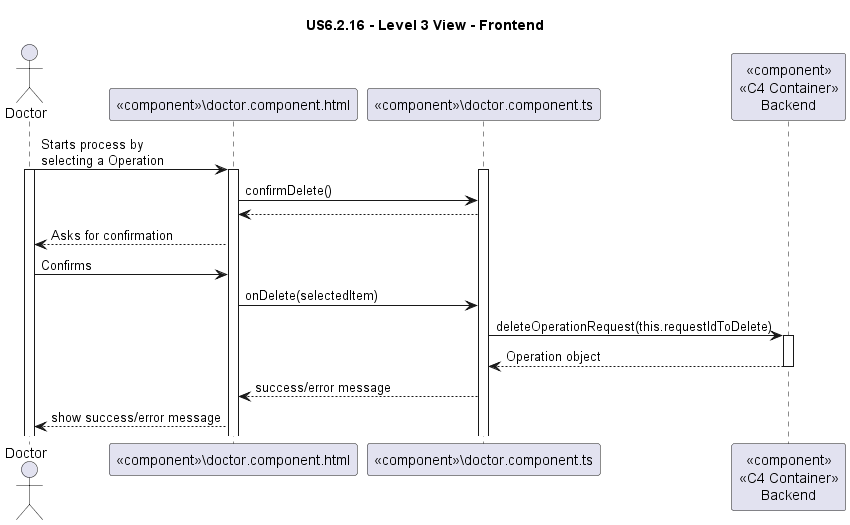 US6.2.16 - Level 3 View - Frontend
Doctor
«component»\doctor.component.html
«component»\doctor.component.ts
«component»
«C4 Container»
Backend
Starts process by
selecting a Operation
confirmDelete()
Asks for confirmation
Confirms
onDelete(selectedItem)
deleteOperationRequest(this.requestIdToDelete)
Operation object
success/error message
show success/error message
Doctor
«component»\doctor.component.html
«component»\doctor.component.ts
«component»
«C4 Container»
Backend